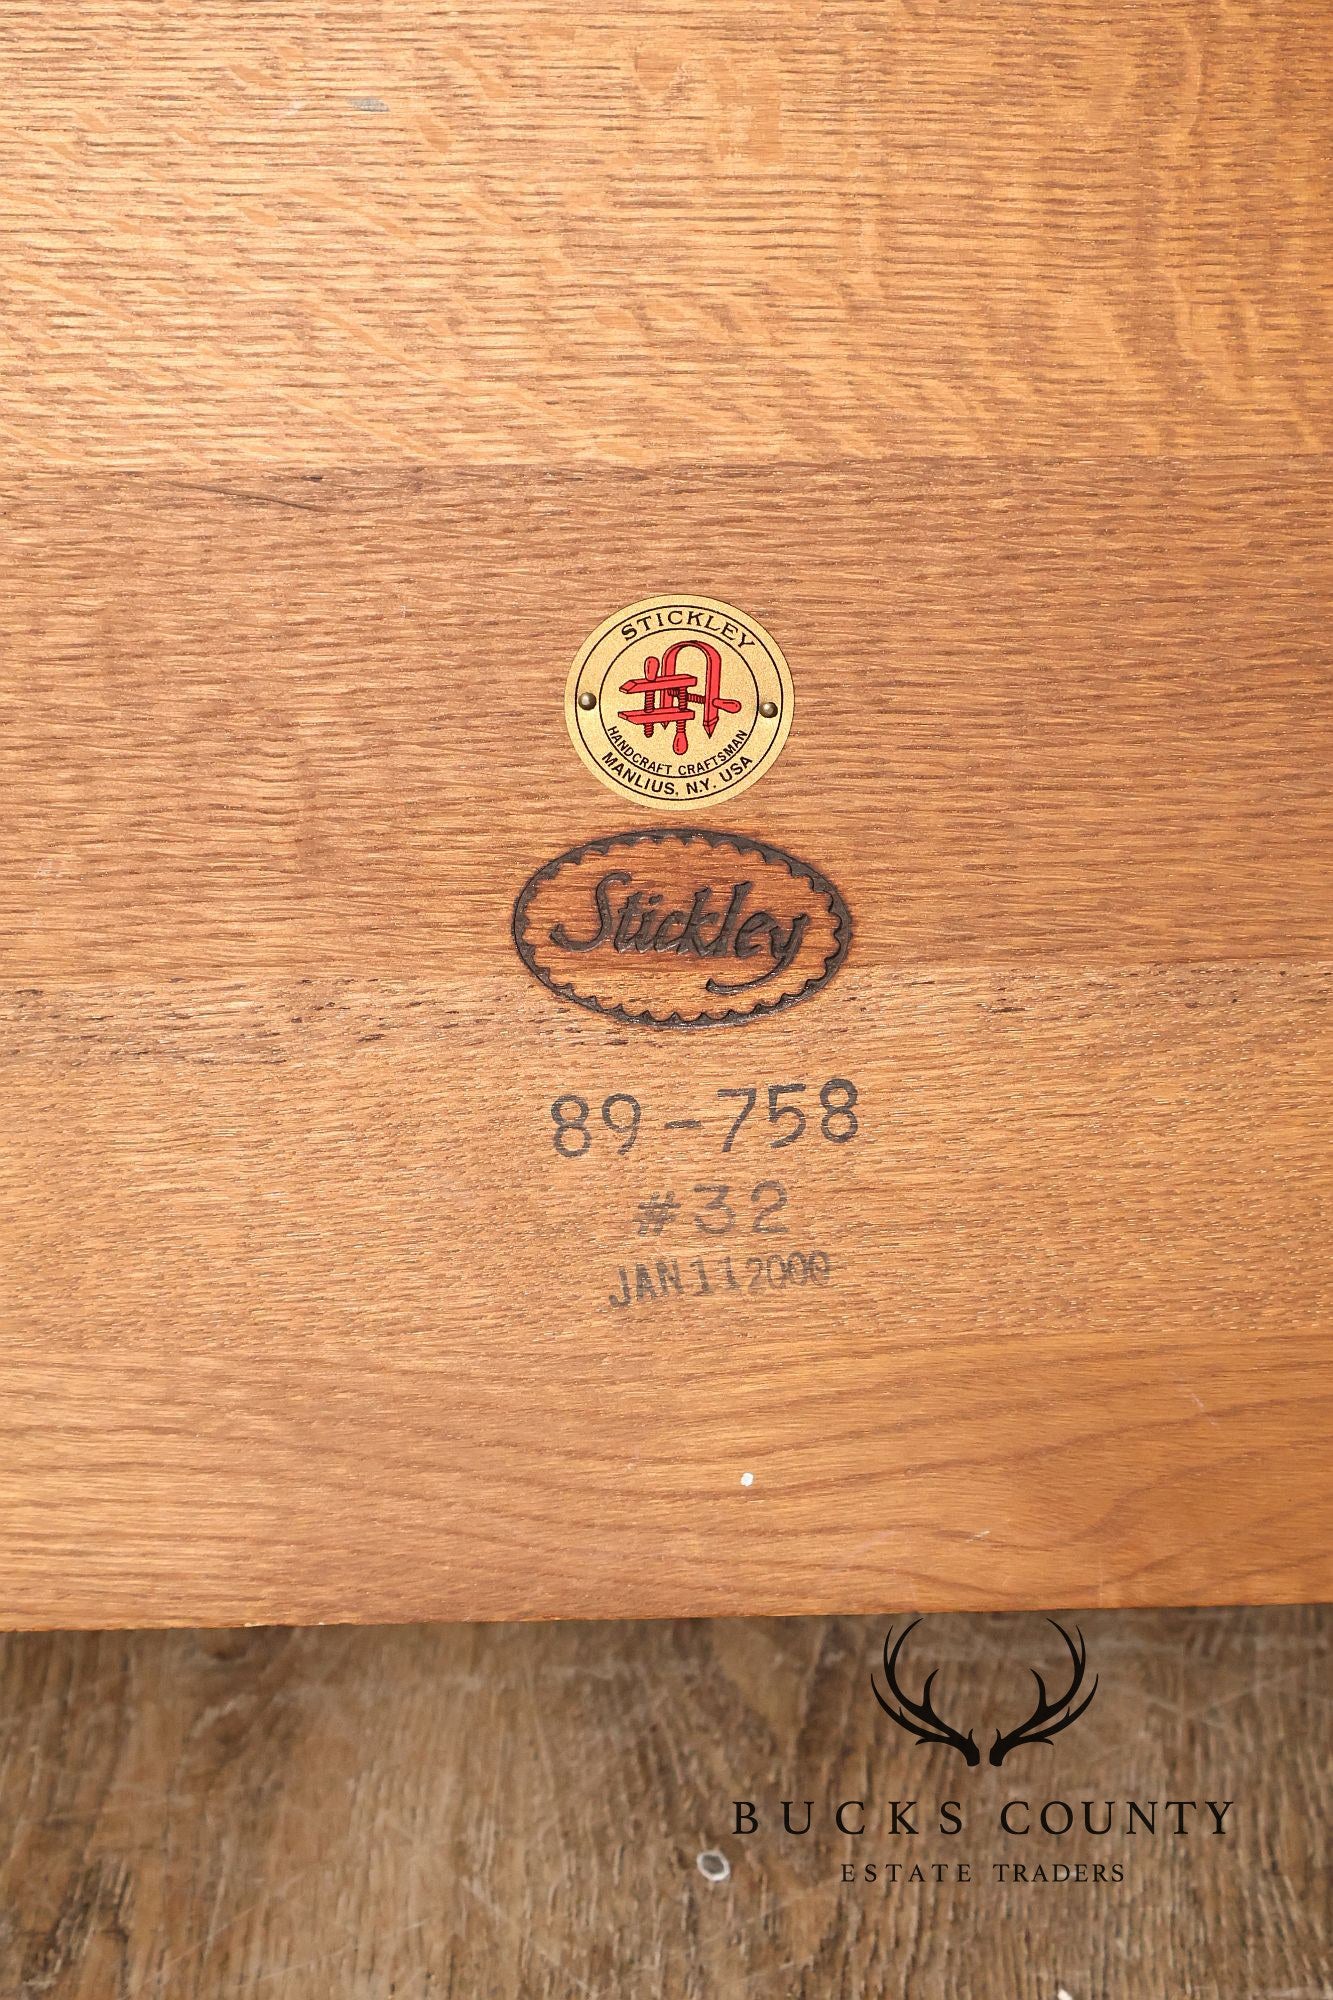 STICKLEY
HANDCRAFT CRAFTSMAN
MANLIUS, N.Y. USA
Stickley
89-758
#32
JAN 11 2000
BUCKS COUNTY
ESTATE TRADERS